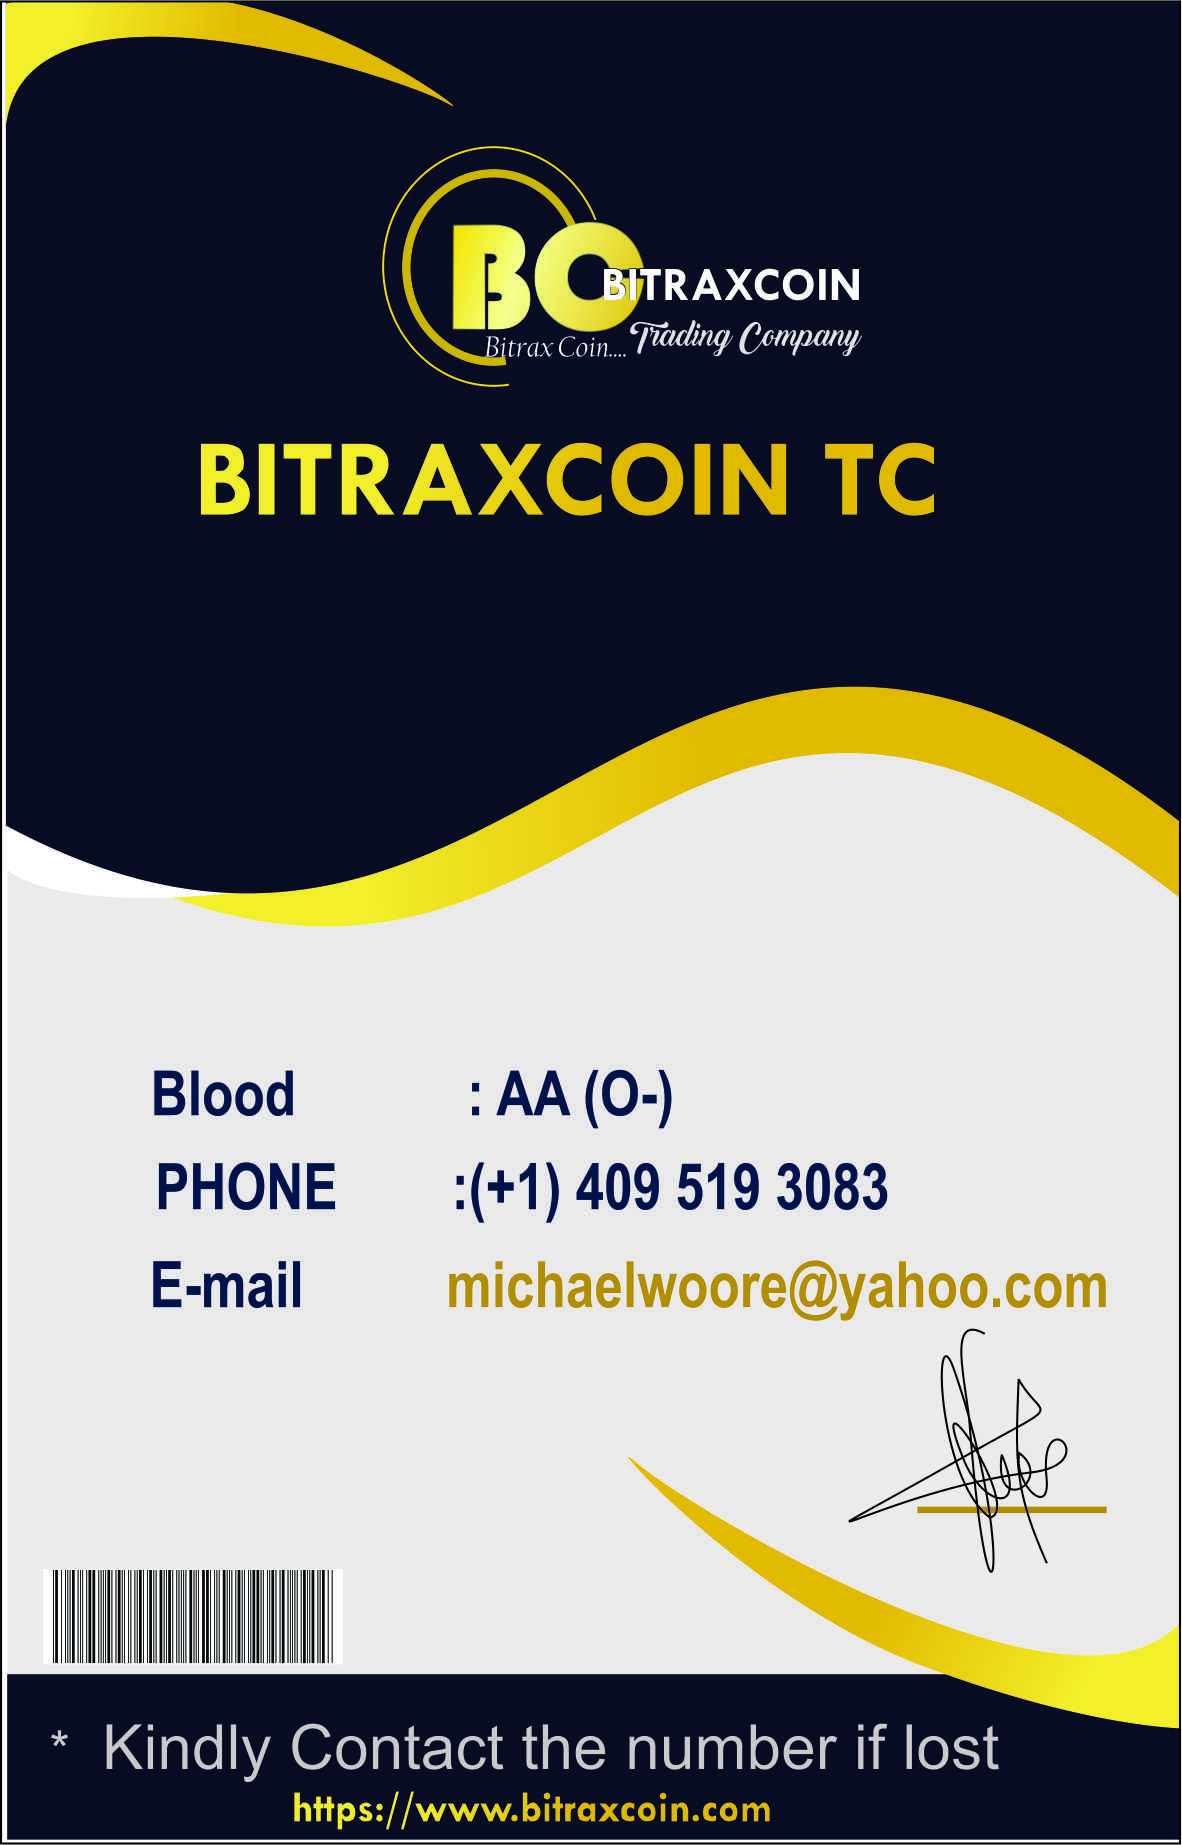 BC
BITRAXCOIN
Bitrax Coin....
Trading Company
BITRAXCOIN TC
Blood : AA (O-)
PHONE :(+1) 409 519 3083
E-mail michaelwoore@yahoo.com
* Kindly Contact the number if lost
https://www.bitraxcoin.com